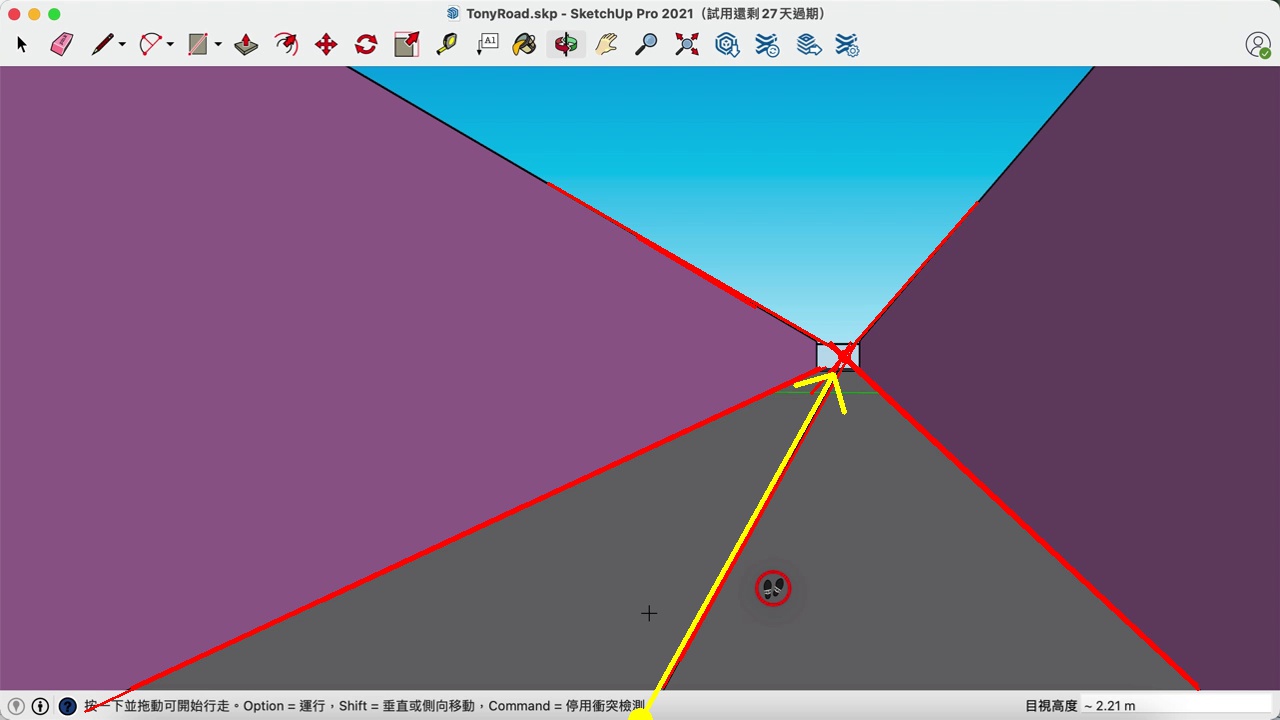 TonyRoad.skp - SketchUp Pro 2021（試用還剩 27 天過期）
A1
按一下並拖動可開始行走。Option = 運行，Shift = 垂直或側向移動，Command = 停用衝突檢測
目視高度 ~ 2.21 m